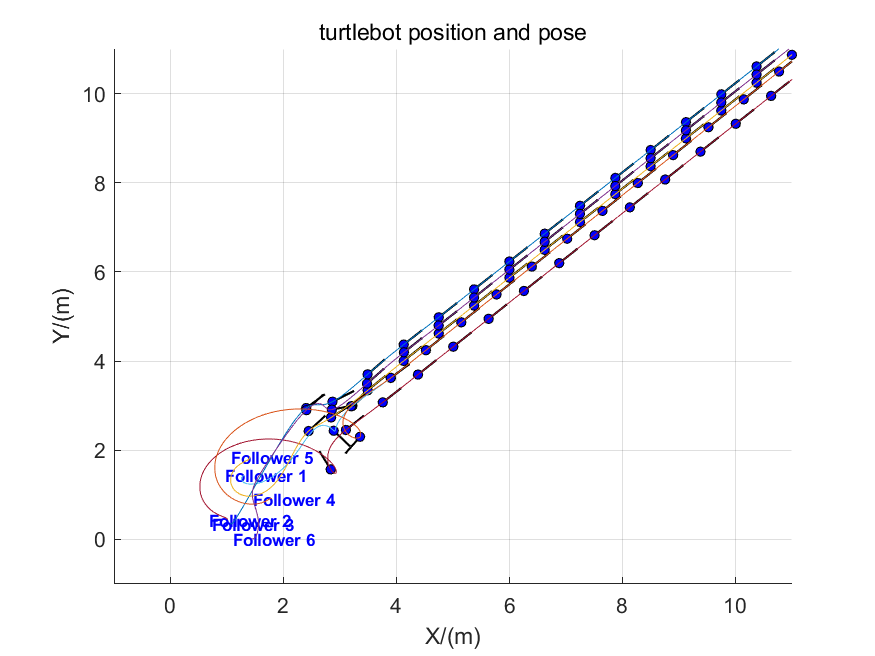 turtlebot position and pose
Y/(m)
10
8
6
4
2
0
Follower 5
Follower 1
Follower 4
Follower 2
Follower 3
Follower 6
0 2 4 6 8 10
X/(m)